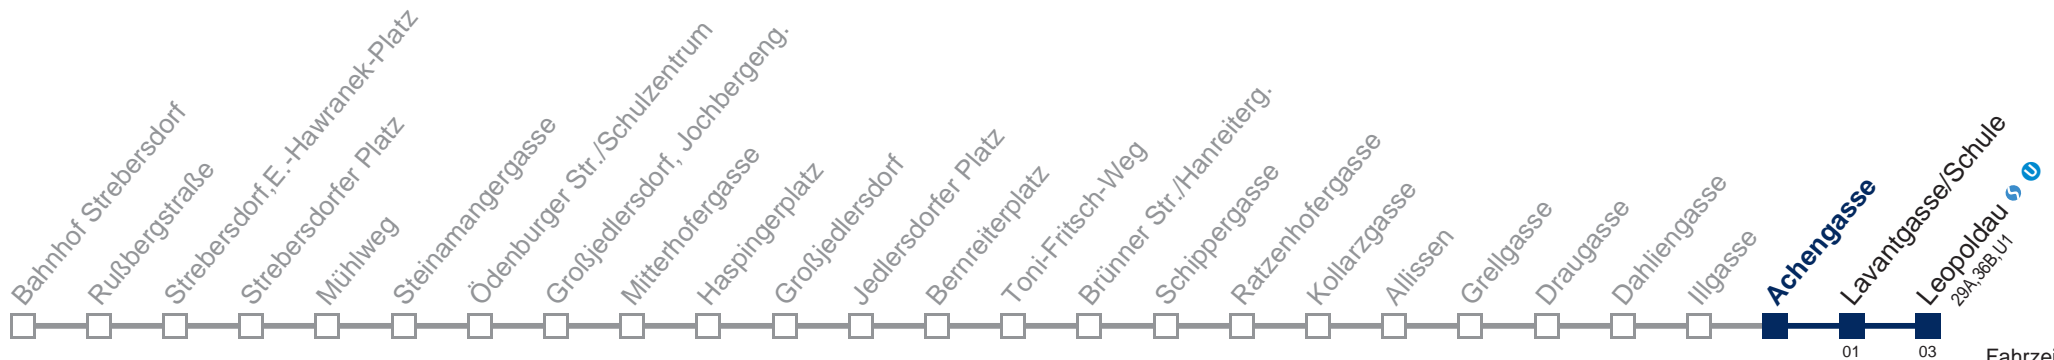 Bahnhof Strebersdorf
Rußbergstraße
Strebersdorf,E.-Hawranek-Platz
Strebersdorfer Platz
Mühlweg
Steinamangergasse
Ödenburger Str./Schulzentrum
Großjedlersdorf, Jochbergeng.
Mitterhofergasse
Haspingerplatz
Großjedlersdorf
Jedlersdorfer Platz
Bernreiterplatz
Toni-Fritsch-Weg
Brünner Str./Hanreiterg.
Schippergasse
Ratzenhofergasse
Kollarzgasse
Allissen
Grellgasse
Draugasse
Dahliengasse
Illgasse
Achengasse
Lavantgasse/Schule
Leopoldau
29A,36B,U1
U
01
03